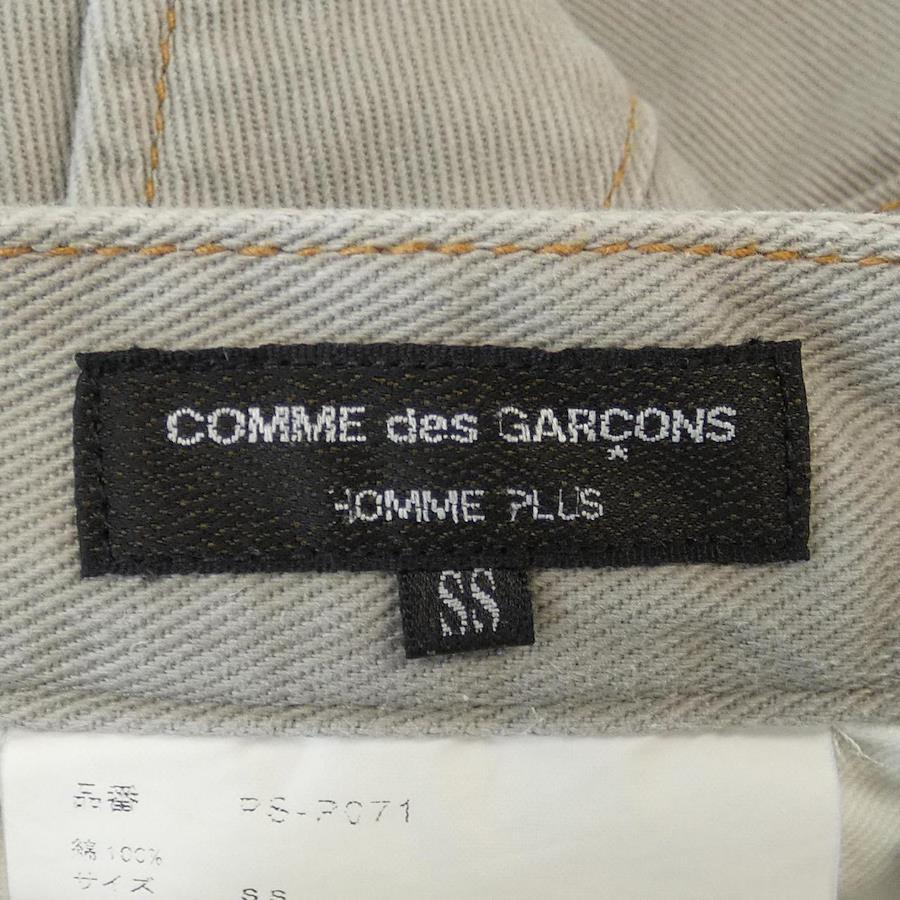 COMME des GARÇONS
HOMME PLUS
SS
品番 PS-P071
綿100%
サイズ SS